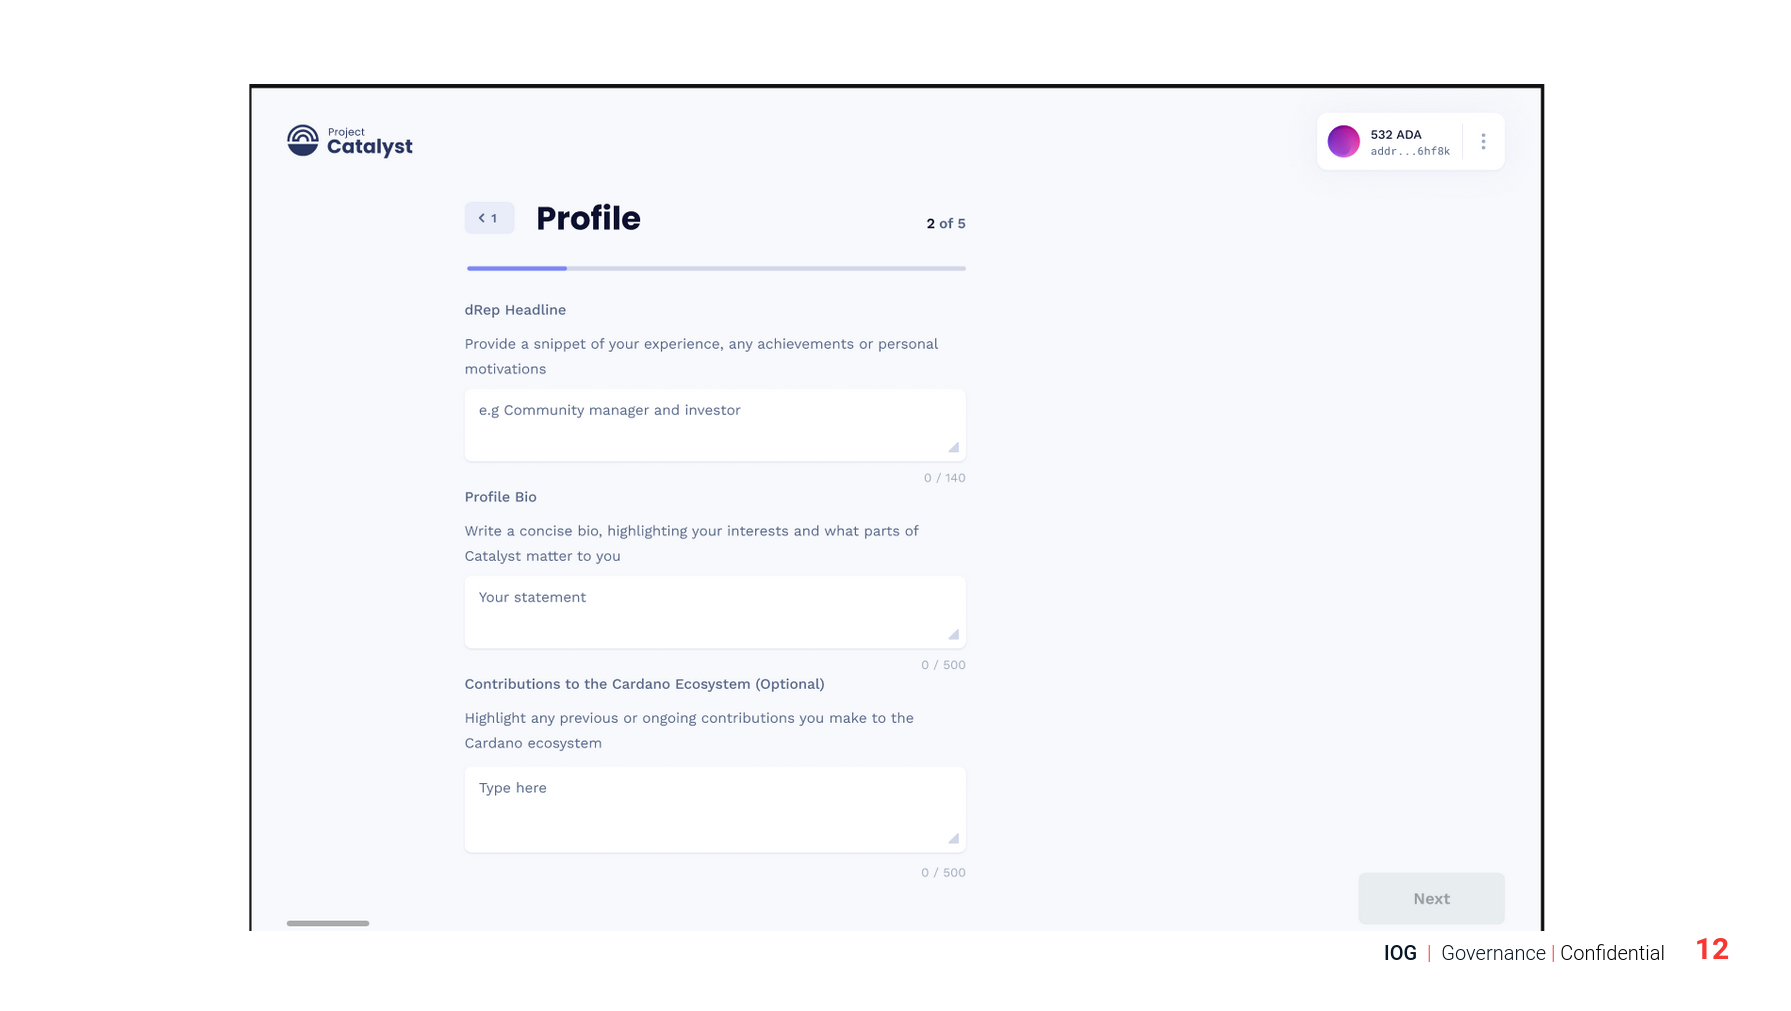 Project
Catalyst
532 ADA
addr...6hf8k
1
Profile
2 of 5
dRep Headline
Provide a snippet of your experience, any achievements or personal
motivations
e.g Community manager and investor
0 / 140
Profile Bio
Write a concise bio, highlighting your interests and what parts of
Catalyst matter to you
Your statement
0 / 500
Contributions to the Cardano Ecosystem (Optional)
Highlight any previous or ongoing contributions you make to the
Cardano ecosystem
Type here
0 / 500
Next
IOG | Governance | Confidential 12